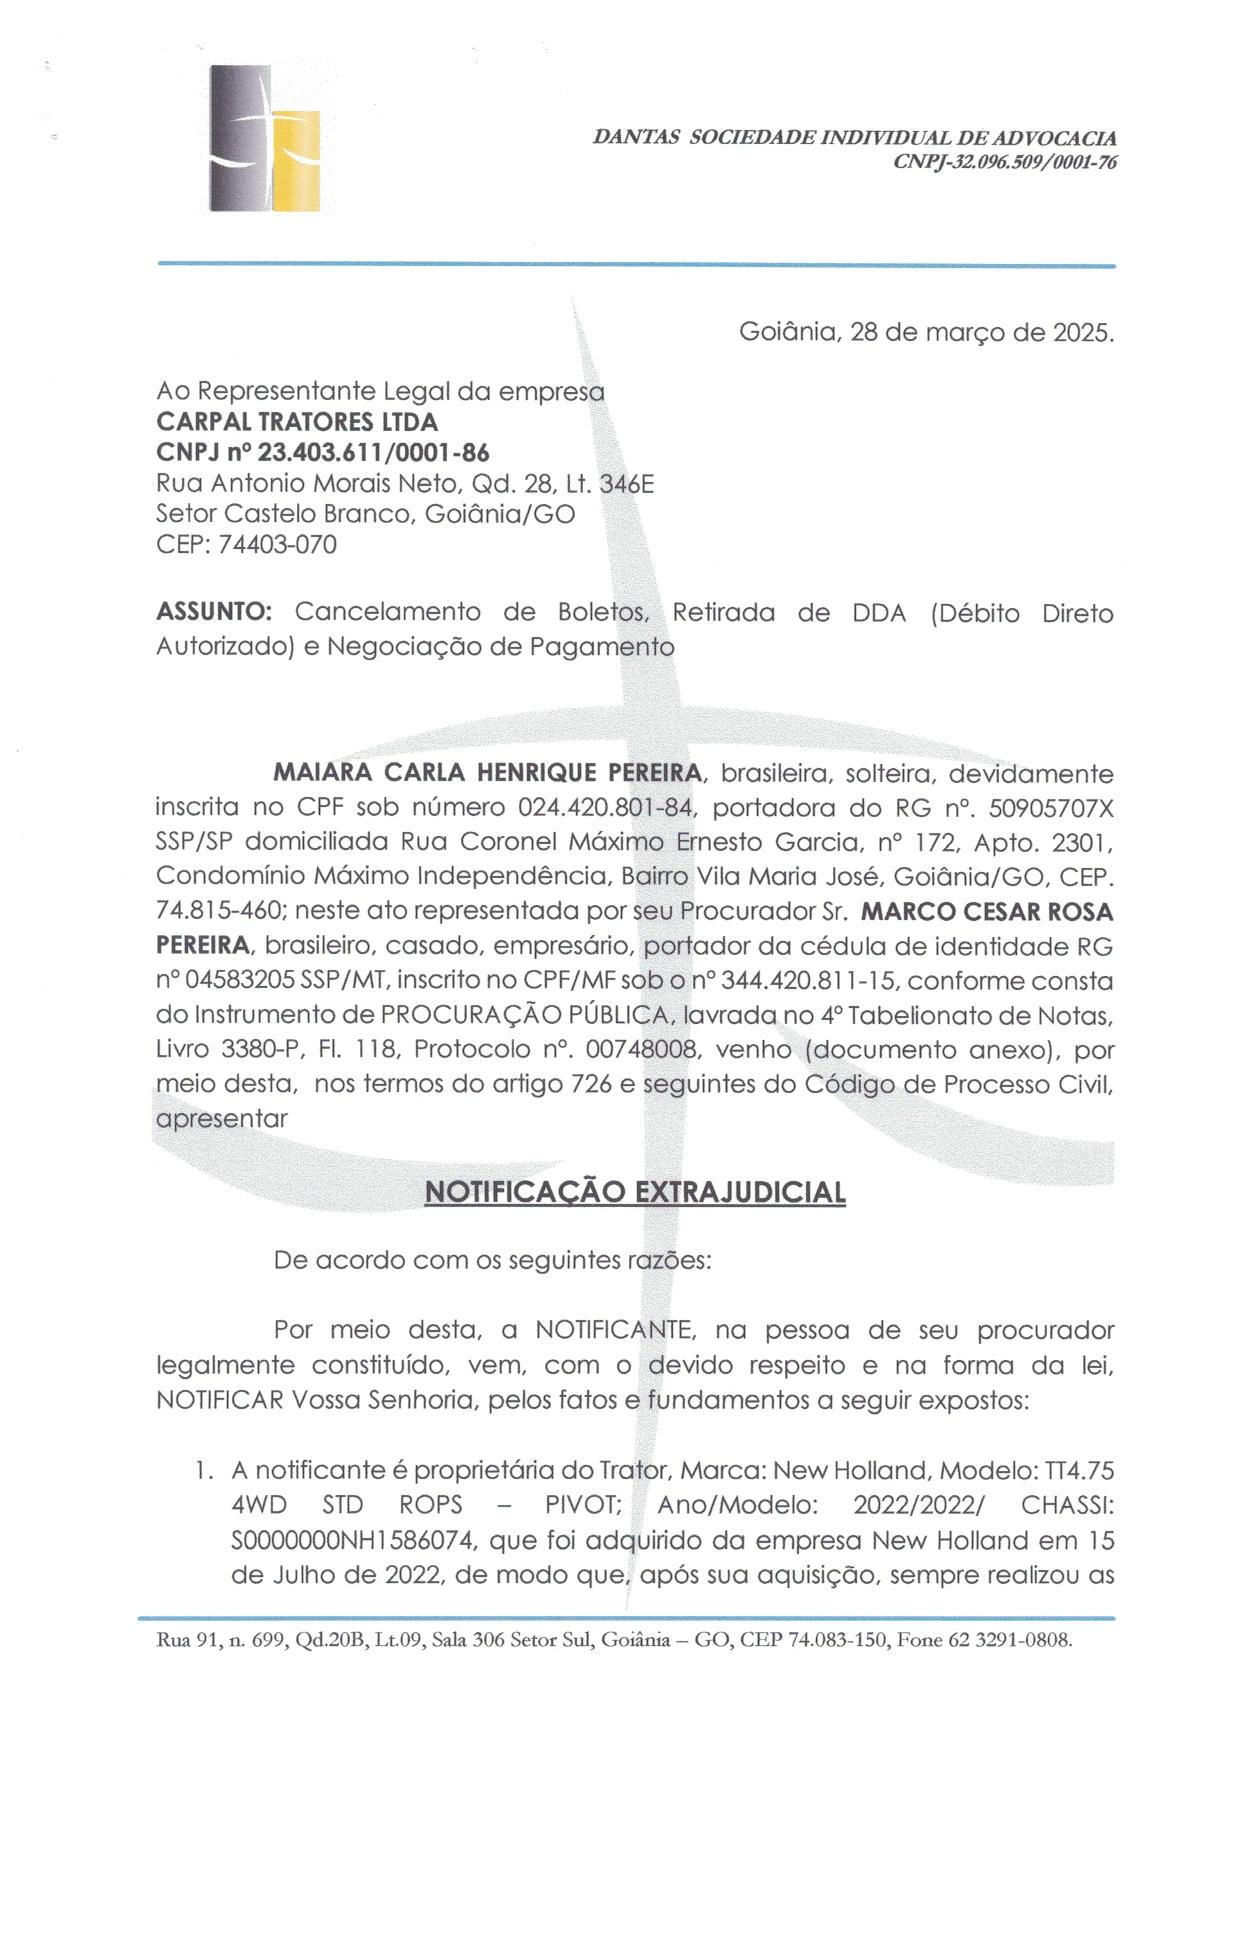 DANTAS SOCIEDADE INDIVIDUAL DE ADVOCACIA
CNPJ-32.096.509/0001-76
Goiânia, 28 de março de 2025.
Ao Representante Legal da empresa
CARPAL TRATORES LTDA
CNPJ nº 23.403.611/0001-86
Rua Antonio Morais Neto, Qd. 28, Lt. 346E
Setor Castelo Branco, Goiânia/GO
CEP: 74403-070
ASSUNTO: Cancelamento de Boletos, Retirada de DDA (Débito Direto
Autorizado) e Negociação de Pagamento
MAIARA CARLA HENRIQUE PEREIRA, brasileira, solteira, devidamente
inscrita no CPF sob número 024.420.801-84, portadora do RG nº. 50905707X
SSP/SP domiciliada Rua Coronel Máximo Ernesto Garcia, nº 172, Apto. 2301,
Condomínio Máximo Independência, Bairro Vila Maria José, Goiânia/GO, CEP.
74.815-460; neste ato representada por seu Procurador Sr. MARCO CESAR ROSA
PEREIRA, brasileiro, casado, empresário, portador da cédula de identidade RG
nº 04583205 SSP/MT, inscrito no CPF/MF sob o nº 344.420.811-15, conforme consta
do Instrumento de PROCURAÇÃO PÚBLICA, lavrada no 4º Tabelionato de Notas,
Livro 3380-P, Fl. 118, Protocolo nº. 00748008, venho (documento anexo), por
meio desta, nos termos do artigo 726 e seguintes do Código de Processo Civil,
apresentar
NOTIFICAÇÃO EXTRAJUDICIAL
De acordo com os seguintes razões:
Por meio desta, a NOTIFICANTE, na pessoa de seu procurador
legalmente constituído, vem, com o devido respeito e na forma da lei,
NOTIFICAR Vossa Senhoria, pelos fatos e fundamentos a seguir expostos:
1. A notificante é proprietária do Trator, Marca: New Holland, Modelo: TT4.75
4WD STD ROPS – PIVOT; Ano/Modelo: 2022/2022/ CHASSI:
S0000000NH1586074, que foi adquirido da empresa New Holland em 15
de Julho de 2022, de modo que, após sua aquisição, sempre realizou as
Rua 91, n. 699, Qd.20B, Lt.09, Sala 306 Setor Sul, Goiânia – GO, CEP 74.083-150, Fone 62 3291-0808.